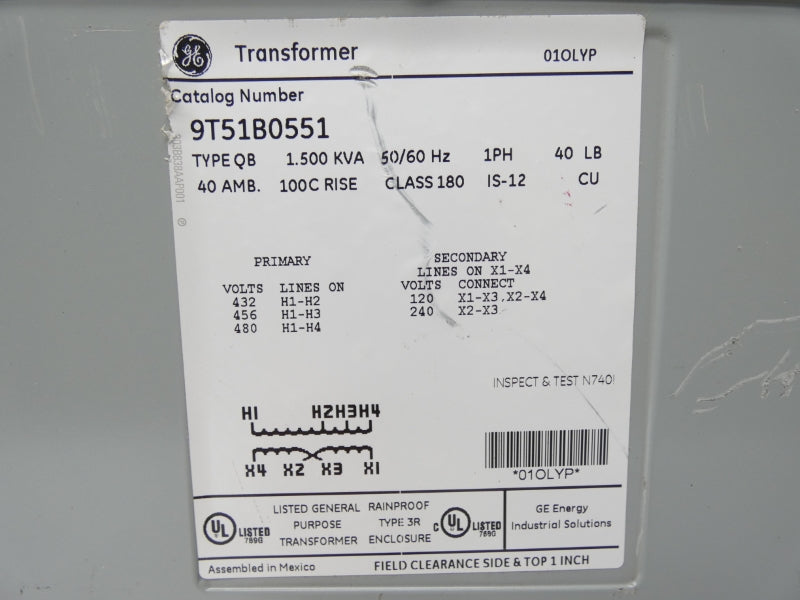 GE Transformer 01OLYP
Catalog Number
9T51B0551
TYPE QB 1.500 KVA 50/60 Hz 1PH 40 LB
40 AMB. 100C RISE CLASS 180 IS-12 CU
PRIMARY
VOLTS LINES ON
432 H1-H2
456 H1-H3
480 H1-H4
SECONDARY
LINES ON X1-X4
VOLTS CONNECT
120 X1-X3,X2-X4
240 X2-X3
INSPECT & TEST N740
H1 H2H3H4
X4 X2 X3 X1
*01OLYP*
UL LISTED 789G
LISTED GENERAL
PURPOSE
TRANSFORMER
RAINPROOF
TYPE 3R
ENCLOSURE
C UL LISTED 789G
GE Energy
Industrial Solutions
Assembled in Mexico FIELD CLEARANCE SIDE & TOP 1 INCH